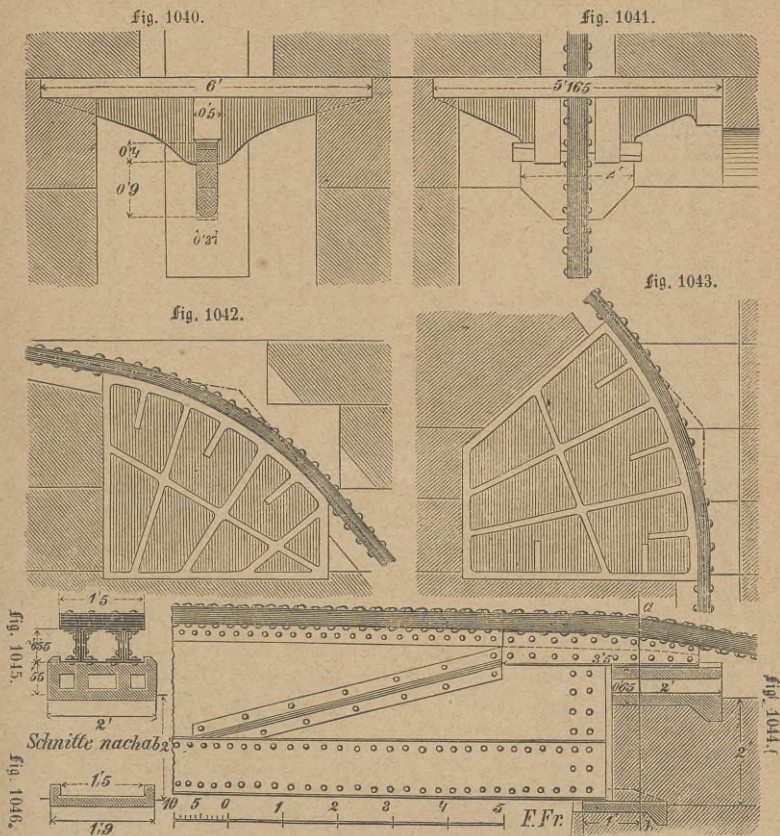 Fig. 1040.
Fig. 1041.
6'
5'165
0'5
0'4
0'9
0'37
2'
Fig. 1043.
Fig. 1042.
1'5
a
Fig. 1045.
3'5
2'
2'
Fig. 1044.
Schnitte nach ab
2'
Fig. 1046.
1'5
1'9
10 5 0 1 2 3 4 5
F.Fr.
1'